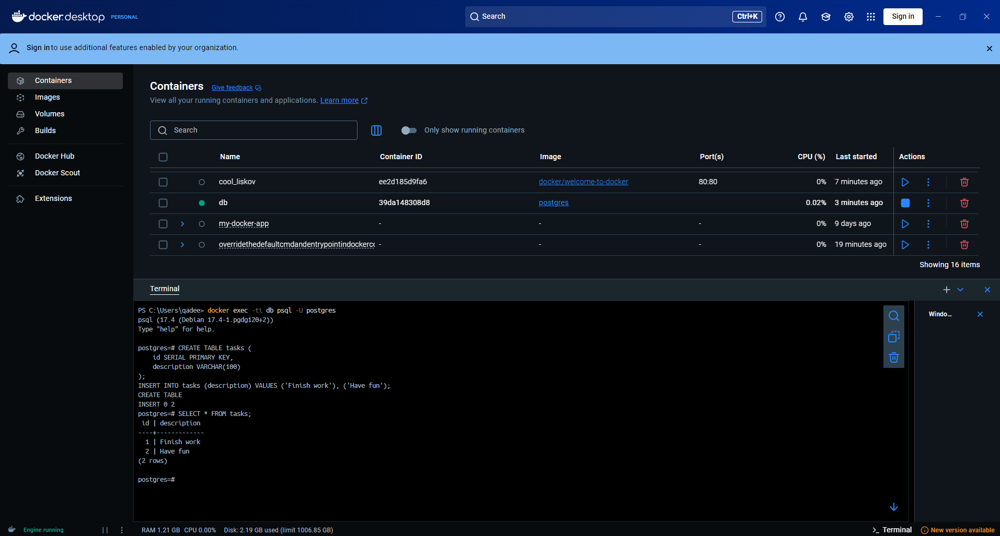 docker.desktop PERSONAL
Search Ctrl+K
Sign in
Sign in to use additional features enabled by your organization.
Containers
Images
Volumes
Builds
Docker Hub
Docker Scout
Extensions
Containers Give feedback
View all your running containers and applications. Learn more
Search
Only show running containers
Name Container ID Image Port(s) CPU (%) Last started Actions
cool_liskov ee2d185d9fa6 docker/welcome-to-docker 80:80 0% 7 minutes ago
db 39da148308d8 postgres 0.02% 3 minutes ago
my-docker-app - - - 0% 9 days ago
overridethedefaultcmdandentrypointindockercc - - - 0% 19 minutes ago
Showing 16 items
Terminal
PS C:\Users\qadee> docker exec -ti db psql -U postgres
psql (17.4 (Debian 17.4-1.pgdg120+2))
Type "help" for help.
postgres=# CREATE TABLE tasks (
    id SERIAL PRIMARY KEY,
    description VARCHAR(100)
);
INSERT INTO tasks (description) VALUES ('Finish work'), ('Have fun');
CREATE TABLE
INSERT 0 2
postgres=# SELECT * FROM tasks;
 id | description
----+-------------
  1 | Finish work
  2 | Have fun
(2 rows)
postgres=#
Windo...
Engine running
RAM 1.21 GB CPU 0.00% Disk: 2.19 GB used (limit 1006.85 GB)
>_ Terminal
New version available